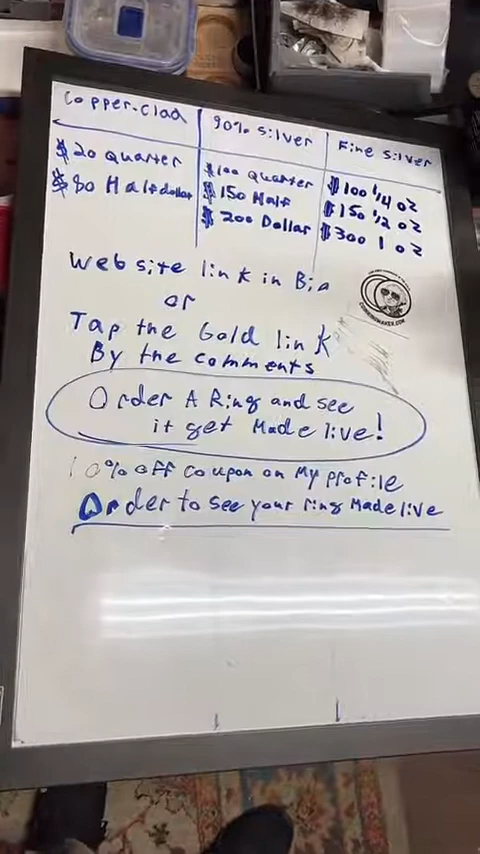 Copper-Clad 90% Silver Fine Silver
$20 Quarter $100 Quarter $100 1/4 oz
$80 Halfdollar $150 Half $150 1/2 oz
$200 Dollar $300 1 oz
Website link in Bio
or
Tap the Gold link
By the comments
Order A Ring and see
it get Made live!
10% off coupon on My profile
Order to see your ring Made live